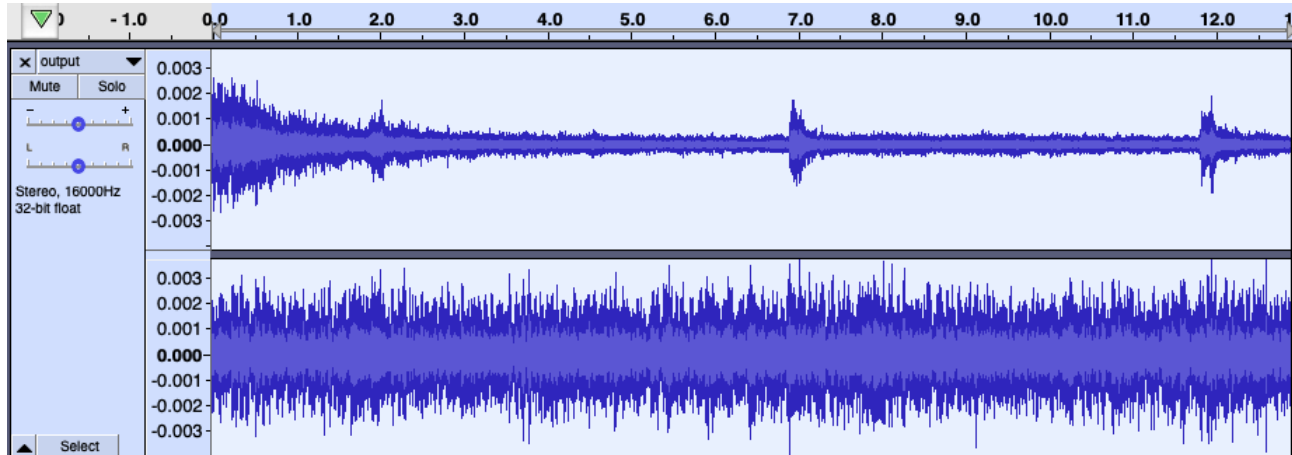 - 1.0 0.0 1.0 2.0 3.0 4.0 5.0 6.0 7.0 8.0 9.0 10.0 11.0 12.0
× output
Mute Solo
- +
L R
Stereo, 16000Hz
32-bit float
0.003
0.002
0.001
0.000
-0.001
-0.002
-0.003
0.003
0.002
0.001
0.000
-0.001
-0.002
-0.003
Select